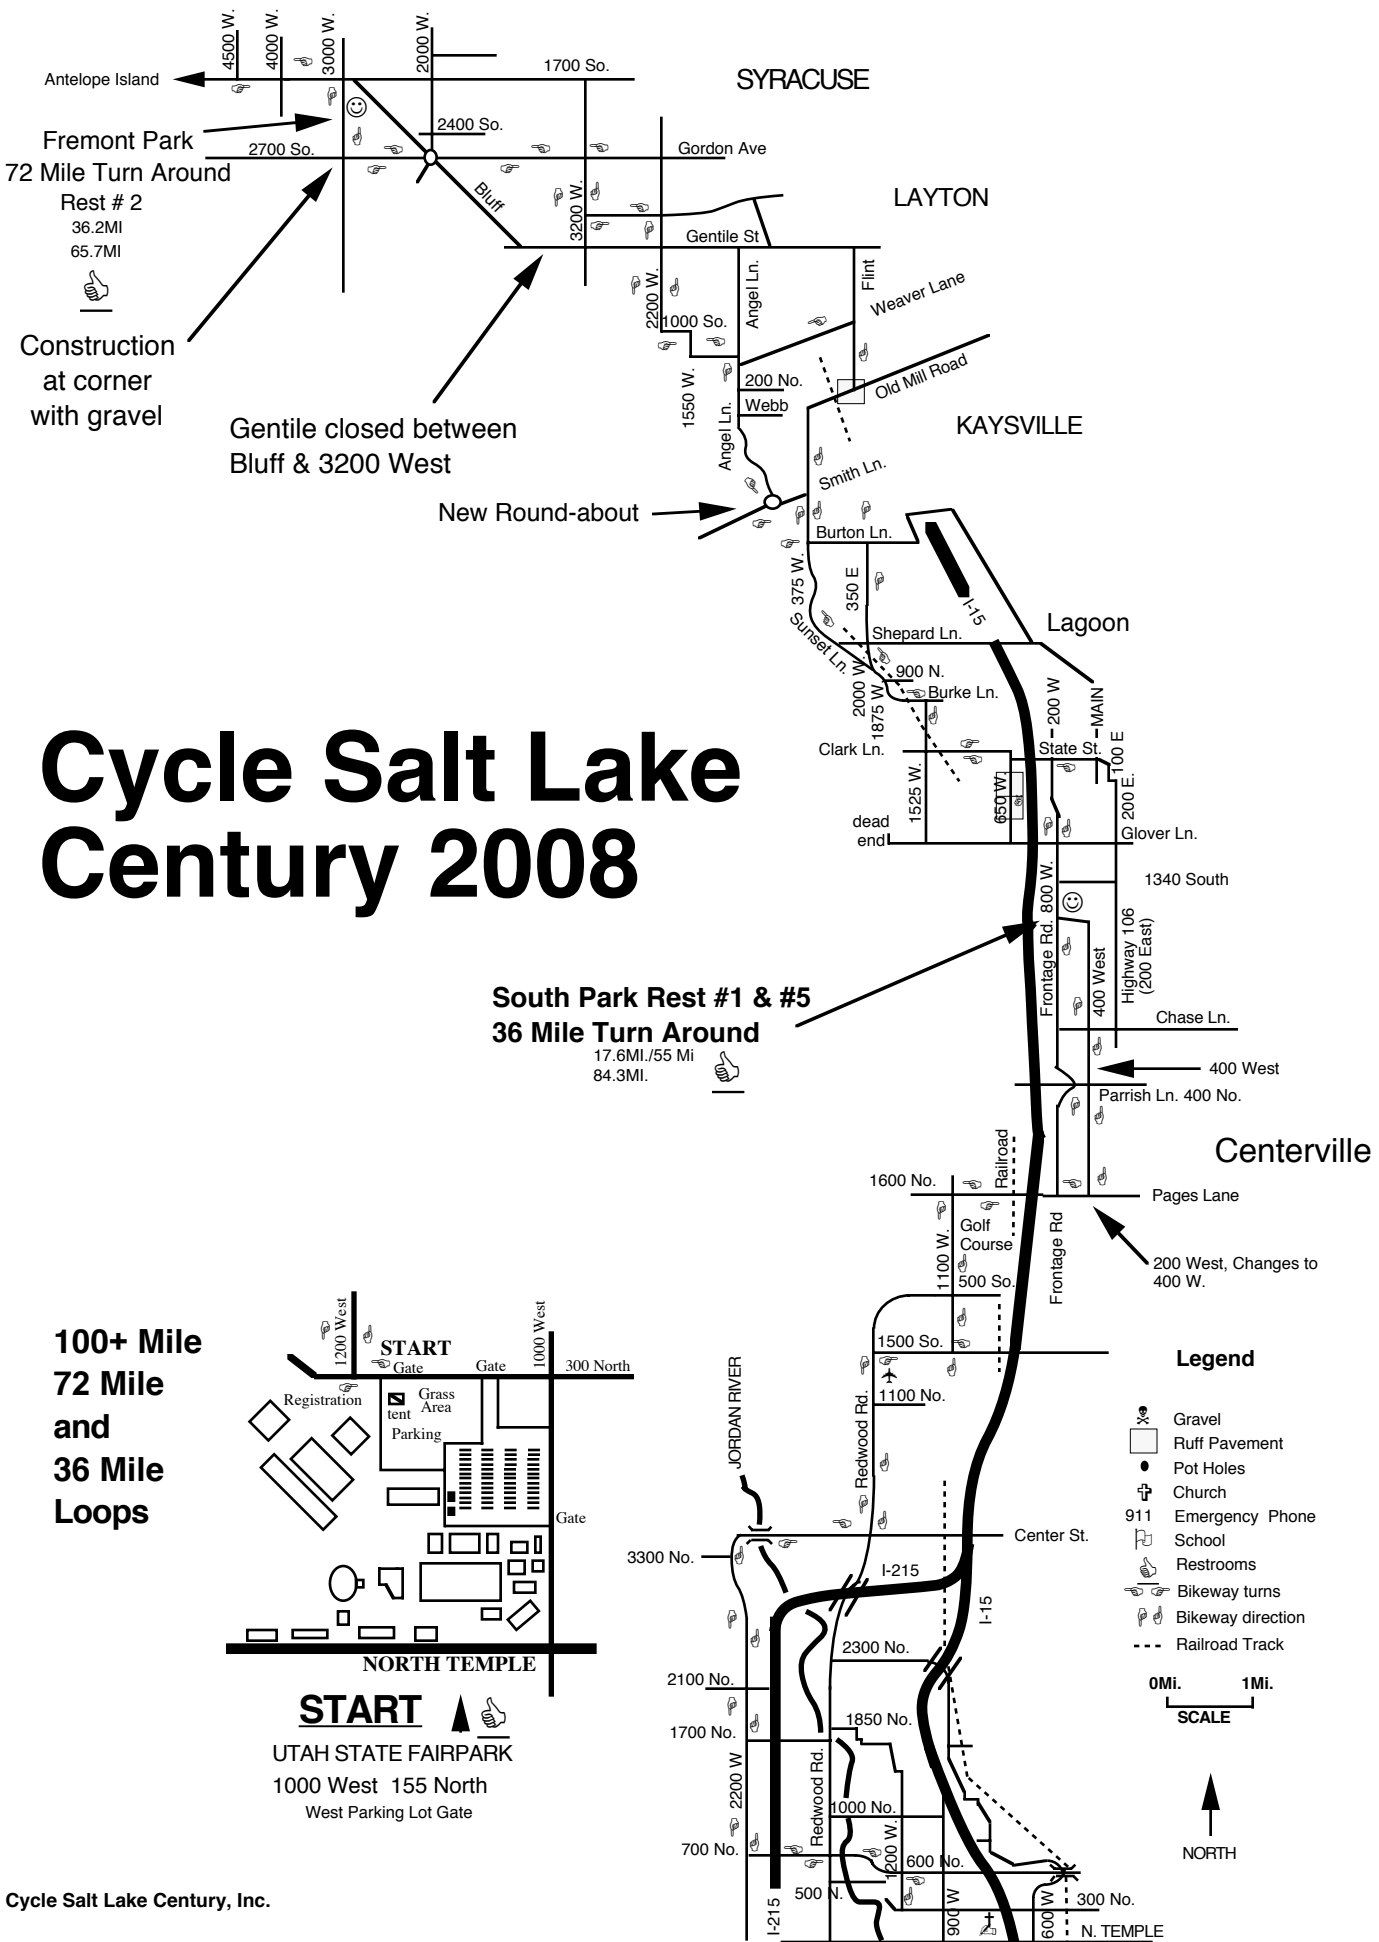 4500 W.
4000 W.
3000 W.
2000 W.
Antelope Island
1700 So.
SYRACUSE
Fremont Park
72 Mile Turn Around
Rest # 2
36.2MI
65.7MI
2400 So.
2700 So.
Gordon Ave
Bluff
3200 W.
LAYTON
Gentile St
2200 W.
Angel Ln.
Flint
Weaver Lane
1000 So.
Construction
at corner
with gravel
Gentile closed between
Bluff & 3200 West
1550 W.
200 No.
Webb
Angel Ln.
Old Mill Road
KAYSVILLE
Smith Ln.
New Round-about
Burton Ln.
375 W.
350 E
I-15
Lagoon
Sunset Ln.
Shepard Ln.
2000 W.
1875 W
900 N.
Burke Ln.
200 W
MAIN
Cycle Salt Lake
Century 2008
Clark Ln.
State St.
100 E
1525 W.
650 W.
200 E.
dead
end
Glover Ln.
1340 South
Frontage Rd. 800 W.
400 West
Highway 106
(200 East)
South Park Rest #1 & #5
36 Mile Turn Around
17.6MI./55 Mi
84.3MI.
Chase Ln.
400 West
Parrish Ln. 400 No.
Centerville
Railroad
1600 No.
Pages Lane
Golf
Course
1100 W.
Frontage Rd
200 West, Changes to
400 W.
500 So.
100+ Mile
72 Mile
and
36 Mile
Loops
1200 West
START
Gate
Gate
1000 West
300 North
Registration
tent
Grass
Area
Parking
Gate
NORTH TEMPLE
START
UTAH STATE FAIRPARK
1000 West 155 North
West Parking Lot Gate
JORDAN RIVER
1500 So.
1100 No.
Redwood Rd.
Center St.
3300 No.
I-215
I-15
2300 No.
2100 No.
1700 No.
1850 No.
2200 W
Redwood Rd.
1000 No.
1200 W.
700 No.
600 No.
500 N.
I-215
900 W
600 W
300 No.
N. TEMPLE
Legend
Gravel
Ruff Pavement
Pot Holes
Church
911 Emergency Phone
School
Restrooms
Bikeway turns
Bikeway direction
Railroad Track
0Mi. 1Mi.
SCALE
NORTH
Cycle Salt Lake Century, Inc.